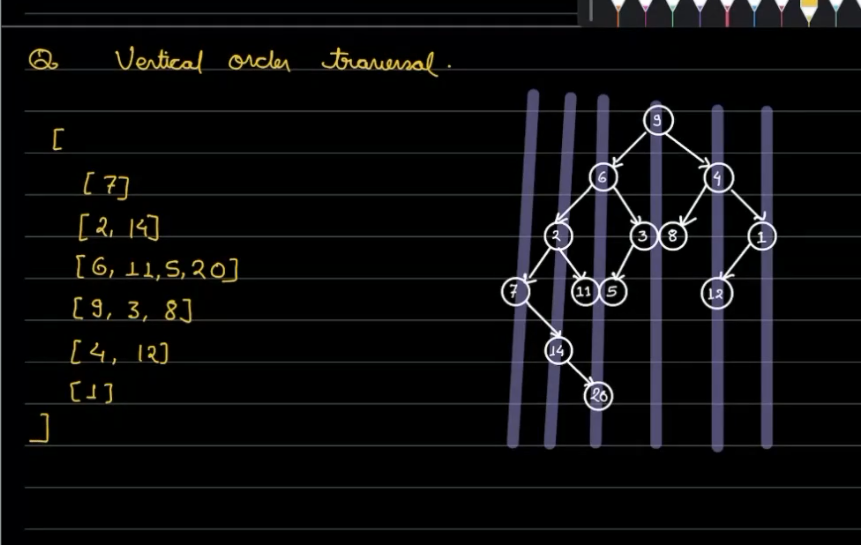 Q Vertical order traversal.
[
[7]
[2, 14]
[6, 11, 5, 20]
[9, 3, 8]
[4, 12]
[1]
]
9
6 4
2 3 8 1
7 11 5 12
14
20